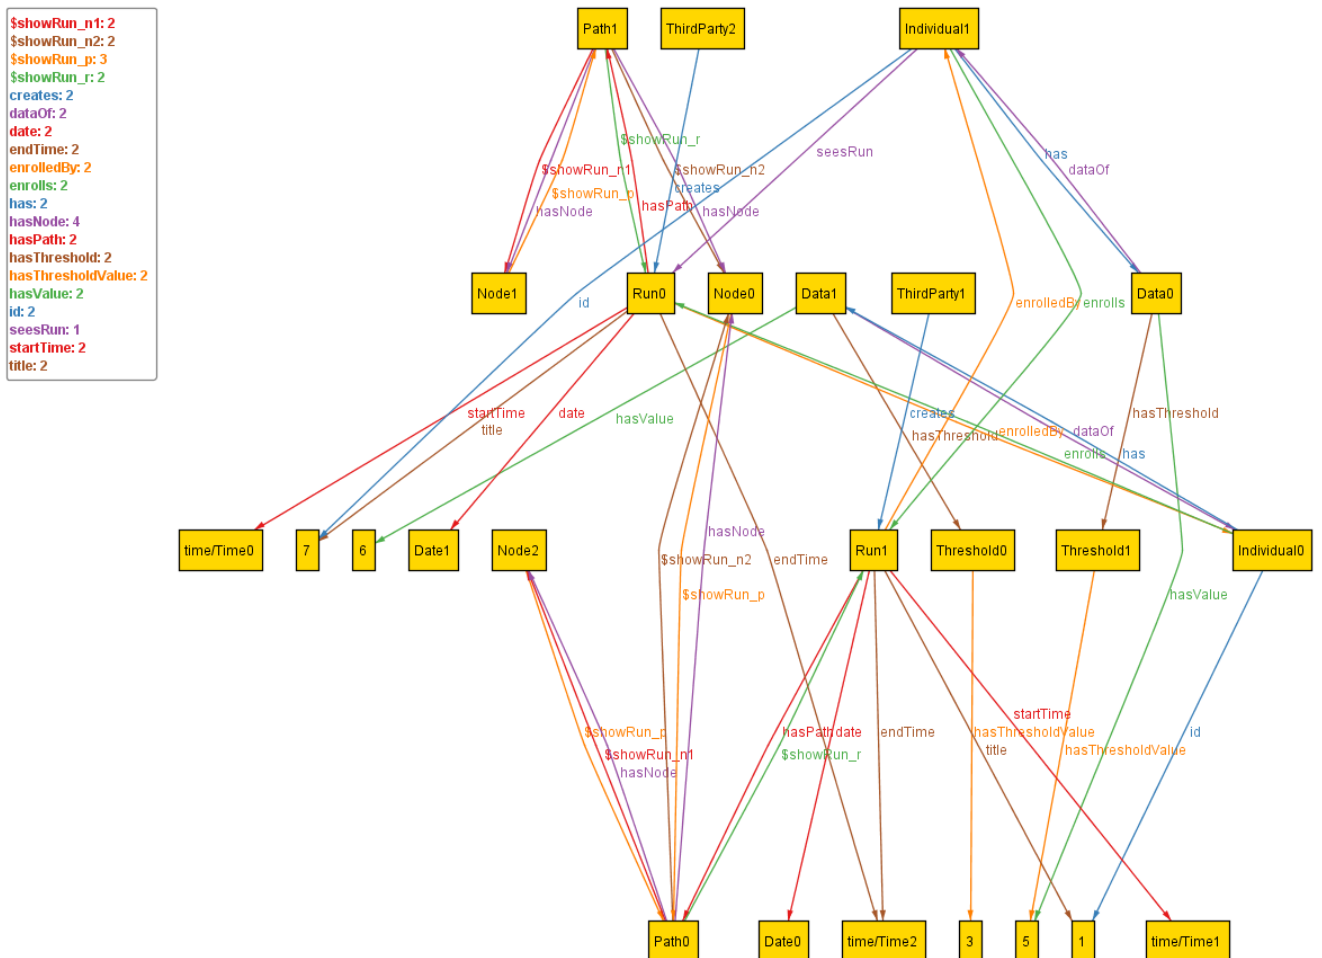 $showRun_n1: 2
$showRun_n2: 2
$showRun_p: 3
$showRun_r: 2
creates: 2
dataOf: 2
date: 2
endTime: 2
enrolledBy: 2
enrolls: 2
has: 2
hasNode: 4
hasPath: 2
hasThreshold: 2
hasThresholdValue: 2
hasValue: 2
id: 2
seesRun: 1
startTime: 2
title: 2
Path1
ThirdParty2
Individual1
$showRun_r
seesRun
has
$showRun_n1
$showRun_n2
dataOf
$showRun_p
creates
hasNode
hasPath
hasNode
Node1
Run0
Node0
Data1
ThirdParty1
Data0
id
enrolledBy
enrolls
startTime
date
hasValue
creates
hasThreshold
title
hasThreshold
enrolledBy
dataOf
enrolls
has
time/Time0
7
6
Date1
Node2
hasNode
Run1
Threshold0
Threshold1
Individual0
$showRun_n2
endTime
$showRun_p
hasValue
startTime
$showRun_p
hasPath
date
endTime
hasThresholdValue
id
$showRun_n1
$showRun_r
title
hasThresholdValue
hasNode
Path0
Date0
time/Time2
3
5
1
time/Time1